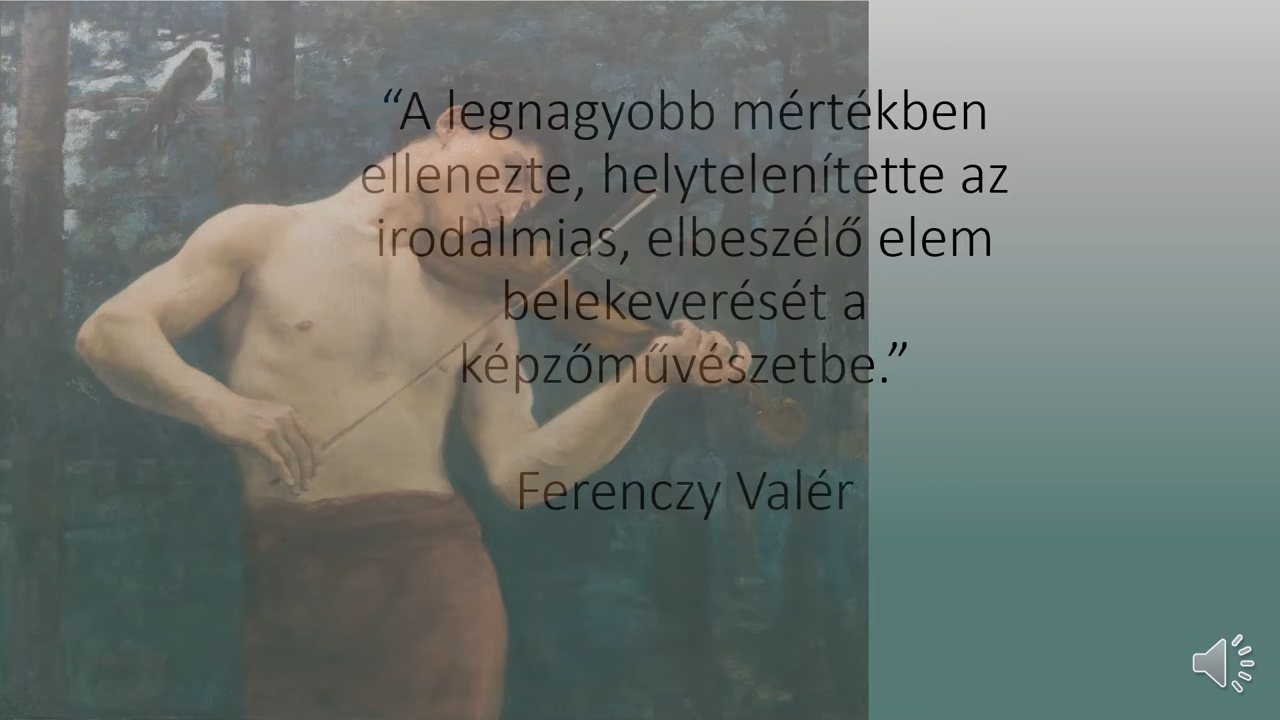 “A legnagyobb mértékben
ellenezte, helytelenítette az
irodalmias, elbeszélő elem
belekeverését a
képzőművészetbe.”
Ferenczy Valér